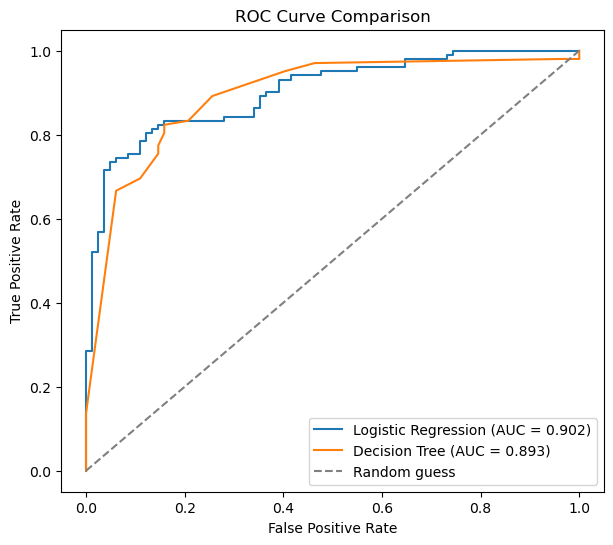 ROC Curve Comparison
True Positive Rate
1.0
0.8
0.6
0.4
0.2
0.0
Logistic Regression (AUC = 0.902)
Decision Tree (AUC = 0.893)
Random guess
0.0 0.2 0.4 0.6 0.8 1.0
False Positive Rate